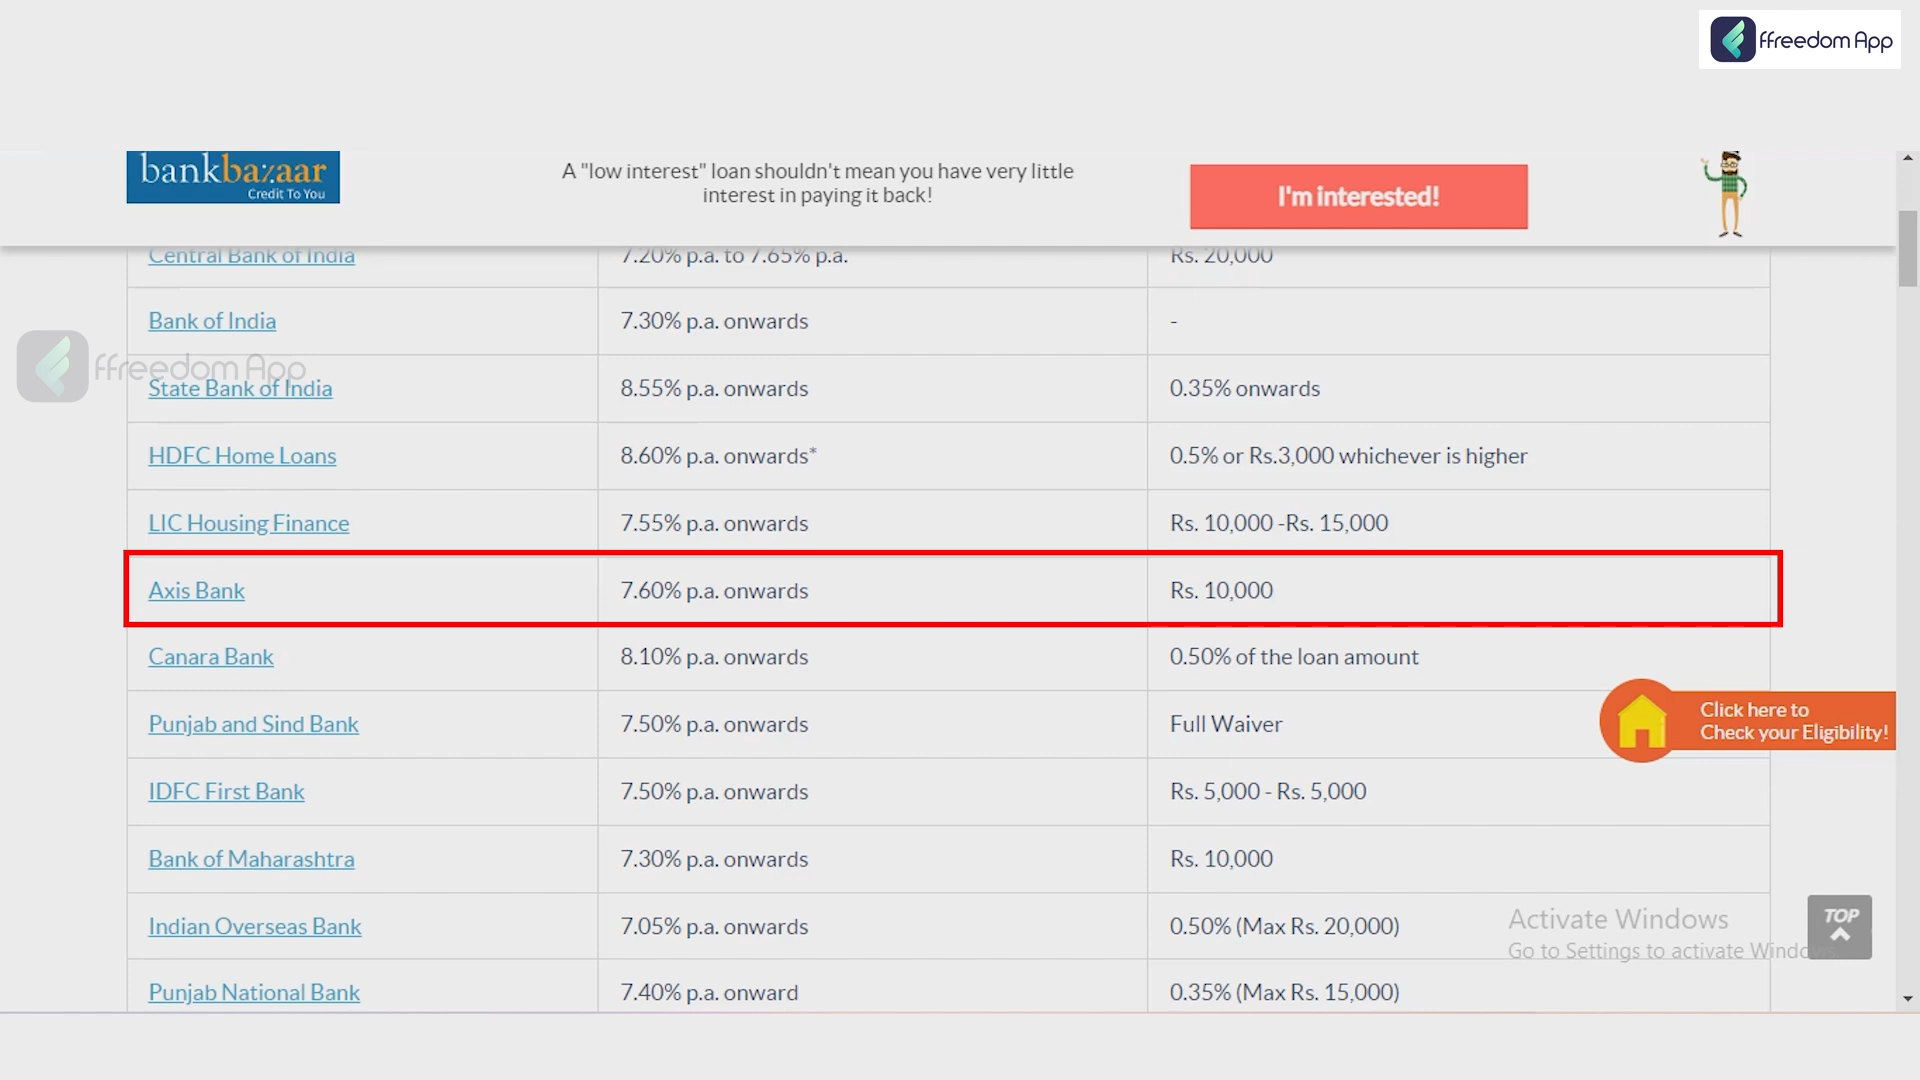 ffreedom App
bankbazaar
Credit To You
A "low interest" loan shouldn't mean you have very little
interest in paying it back!
I'm interested!
Central Bank of India 7.20% p.a. to 7.65% p.a. Rs. 20,000
Bank of India 7.30% p.a. onwards -
ffreedom App
State Bank of India 8.55% p.a. onwards 0.35% onwards
HDFC Home Loans 8.60% p.a. onwards* 0.5% or Rs.3,000 whichever is higher
LIC Housing Finance 7.55% p.a. onwards Rs. 10,000 -Rs. 15,000
Axis Bank 7.60% p.a. onwards Rs. 10,000
Canara Bank 8.10% p.a. onwards 0.50% of the loan amount
Punjab and Sind Bank 7.50% p.a. onwards Full Waiver
Click here to
Check your Eligibility!
IDFC First Bank 7.50% p.a. onwards Rs. 5,000 - Rs. 5,000
Bank of Maharashtra 7.30% p.a. onwards Rs. 10,000
Indian Overseas Bank 7.05% p.a. onwards 0.50% (Max Rs. 20,000)
Activate Windows
Go to Settings to activate Windows
TOP
Punjab National Bank 7.40% p.a. onward 0.35% (Max Rs. 15,000)